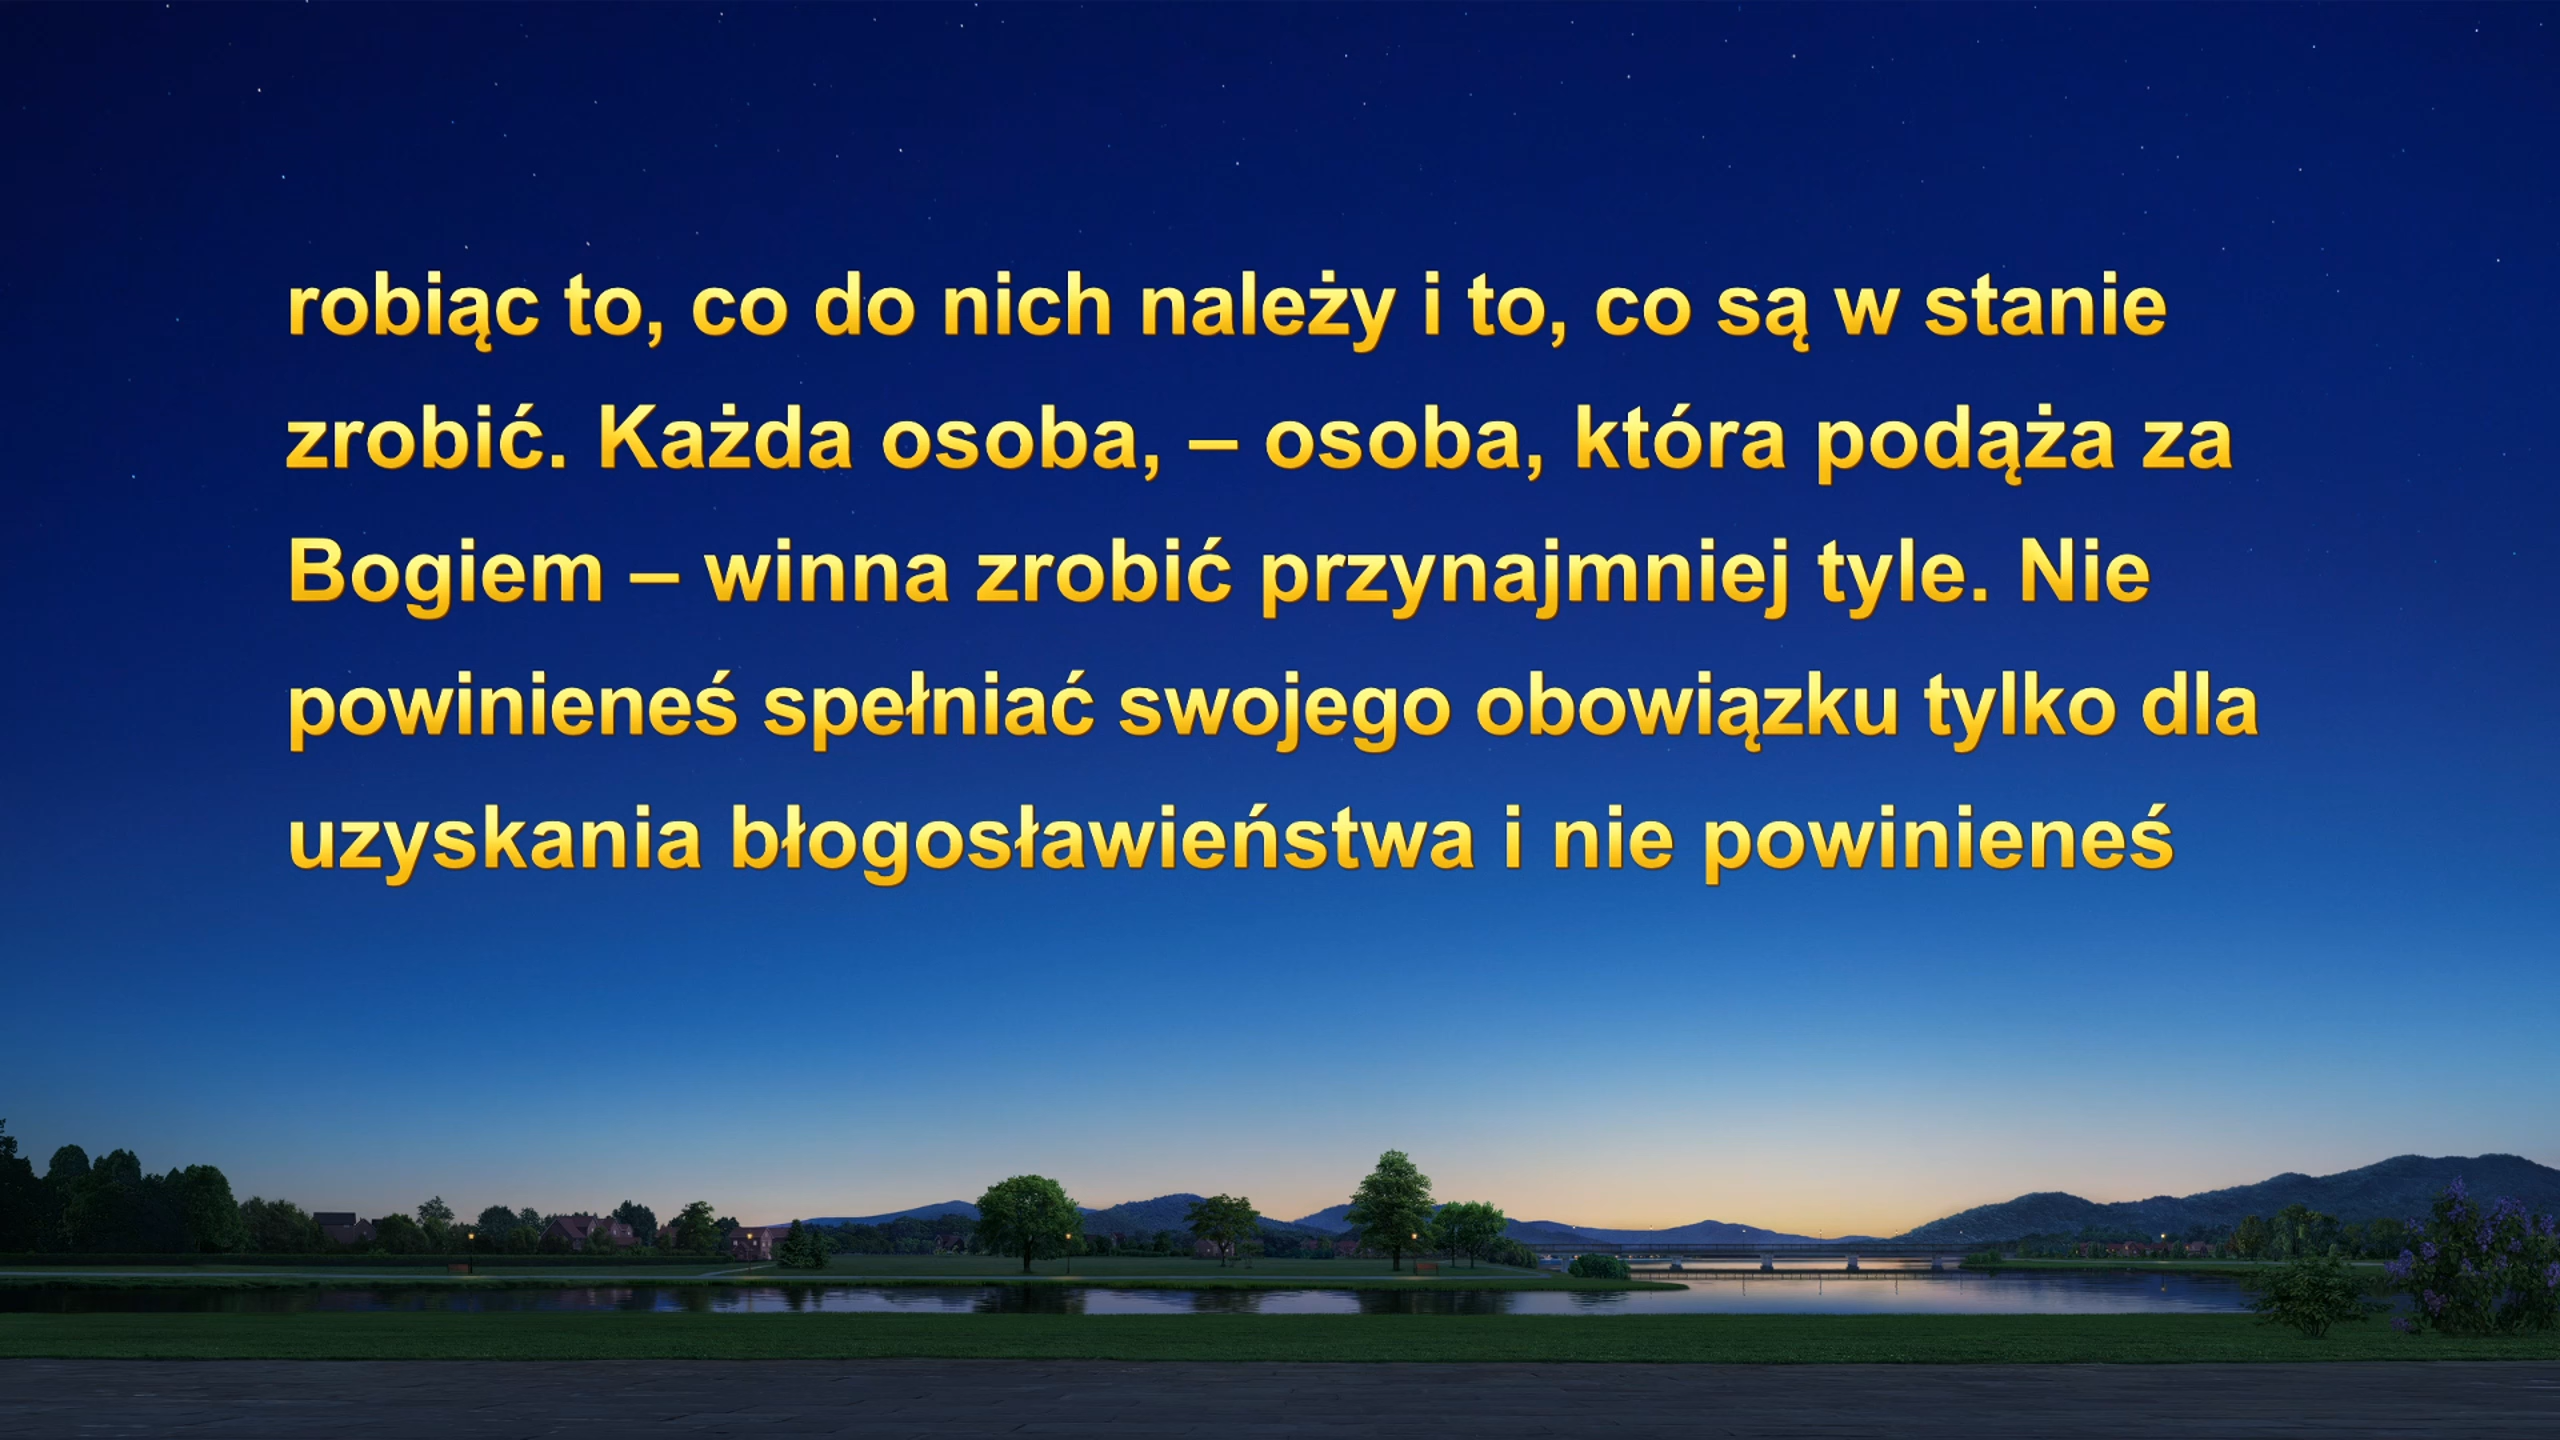 robiąc to, co do nich należy i to, co są w stanie
zrobić. Każda osoba, – osoba, która podąża za
Bogiem – winna zrobić przynajmniej tyle. Nie
powinieneś spełniać swojego obowiązku tylko dla
uzyskania błogosławieństwa i nie powinieneś